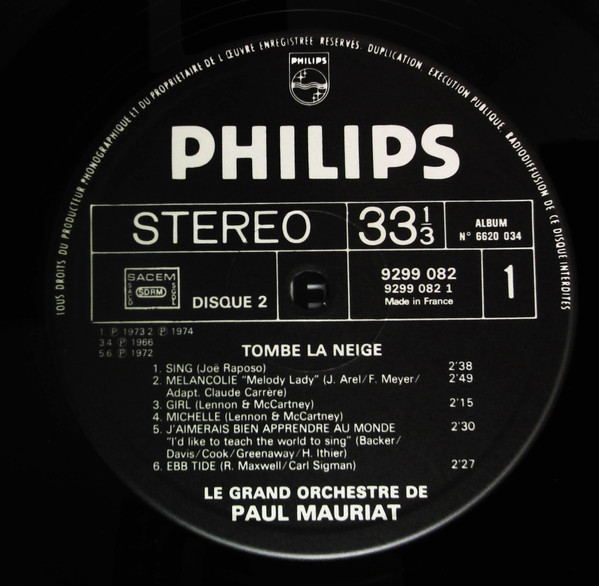 TOUS DROITS DU PRODUCTEUR PHONOGRAPHIQUE ET DU PROPRIETAIRE DE L'ŒUVRE ENREGISTREE RESERVES. DUPLICATION, EXECUTION PUBLIQUE, RADIODIFFUSION DE CE DISQUE INTERDITES
PHILIPS
PHILIPS
STEREO
33 1/3
ALBUM
N° 6620 034
SACEM
SACD
SDRM
SGDL
DISQUE 2
9299 082
9299 082 1
Made in France
1
1 ℗ 1973 2 ℗ 1974
3.4 ℗ 1966
5.6 ℗ 1972
TOMBE LA NEIGE
1. SING (Joë Raposo) 2'38
2. MELANCOLIE "Melody Lady" (J. Arel/F. Meyer/ 2'49
Adapt. Claude Carrère)
3. GIRL (Lennon & McCartney) 2'15
4. MICHELLE (Lennon & McCartney)
5. J'AIMERAIS BIEN APPRENDRE AU MONDE 2'30
"I'd like to teach the world to sing" (Backer/
Davis/Cook/Greenaway/H. Ithier)
6. EBB TIDE (R. Maxwell/Carl Sigman) 2'27
LE GRAND ORCHESTRE DE
PAUL MAURIAT